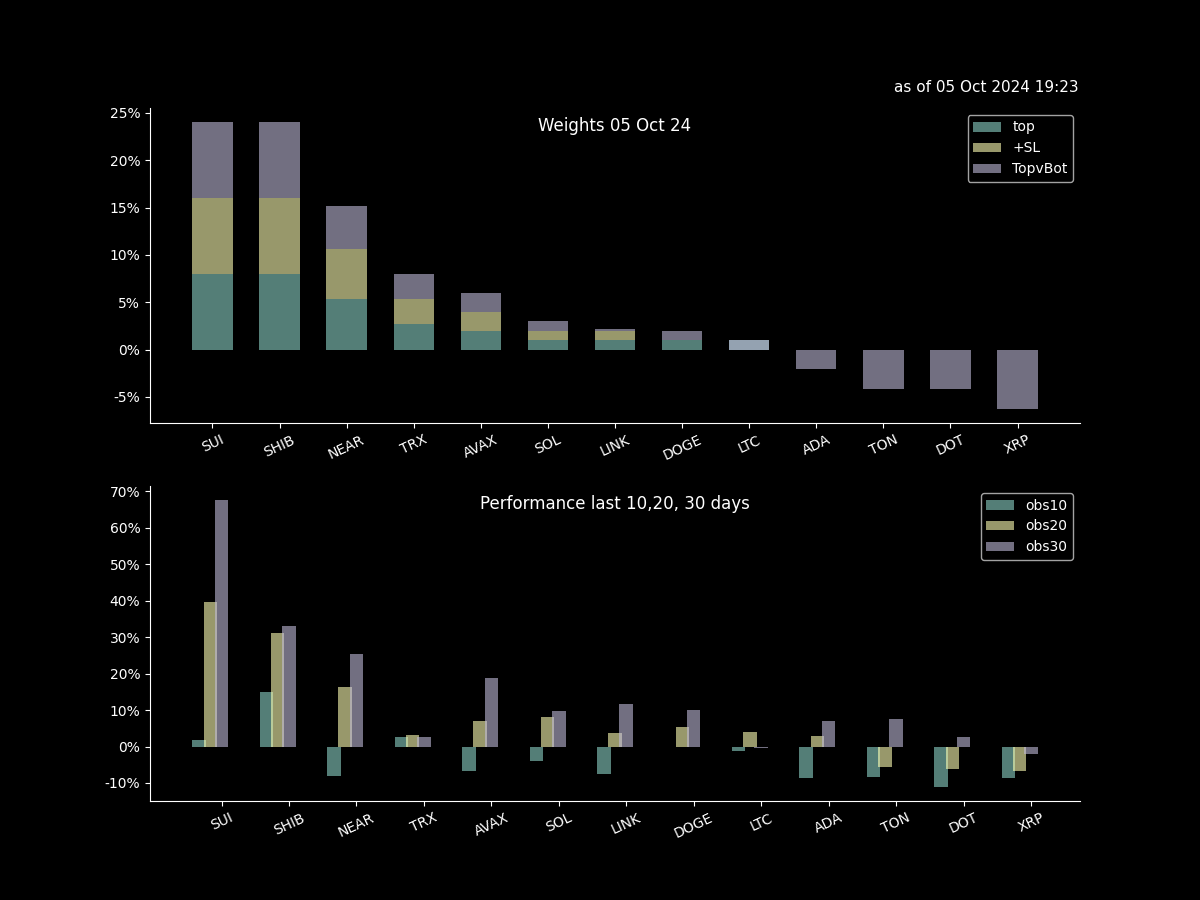 as of 05 Oct 2024 19:23
Weights 05 Oct 24
top
+SL
TopvBot
25%
20%
15%
10%
5%
0%
-5%
SUI SHIB NEAR TRX AVAX SOL LINK DOGE LTC ADA TON DOT XRP
Performance last 10,20, 30 days
obs10
obs20
obs30
70%
60%
50%
40%
30%
20%
10%
0%
-10%
SUI SHIB NEAR TRX AVAX SOL LINK DOGE LTC ADA TON DOT XRP